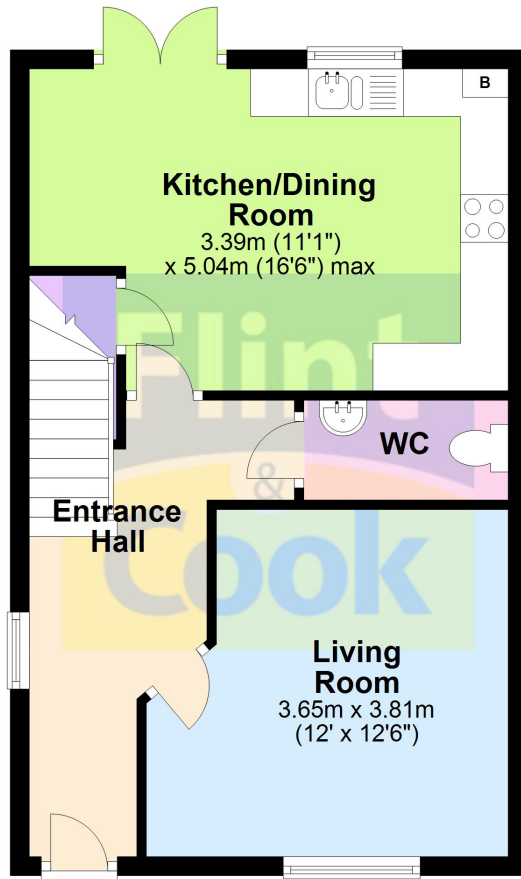 B
Kitchen/Dining
Room
3.39m (11'1")
x 5.04m (16'6") max
Flint
&
Cook
WC
Entrance
Hall
Living
Room
3.65m x 3.81m
(12' x 12'6")